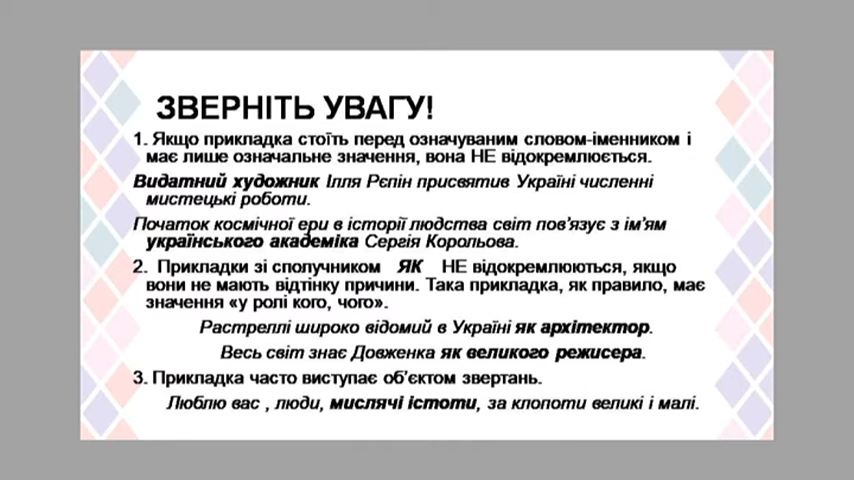 ЗВЕРНІТЬ УВАГУ!
1. Якщо прикладка стоїть перед означуваним словом-іменником і
має лише означальне значення, вона НЕ відокремлюється.
Видатний художник Ілля Рєпін присвятив Україні численні
мистецькі роботи.
Початок космічної ери в історії людства світ пов’язує з ім’ям
українського академіка Сергія Корольова.
2. Прикладки зі сполучником ЯК НЕ відокремлюються, якщо
вони не мають відтінку причини. Така прикладка, як правило, має
значення «у ролі кого, чого».
Растреллі широко відомий в Україні як архітектор.
Весь світ знає Довженка як великого режисера.
3. Прикладка часто виступає об’єктом звертань.
Люблю вас , люди, мислячі істоти, за клопоти великі і малі.